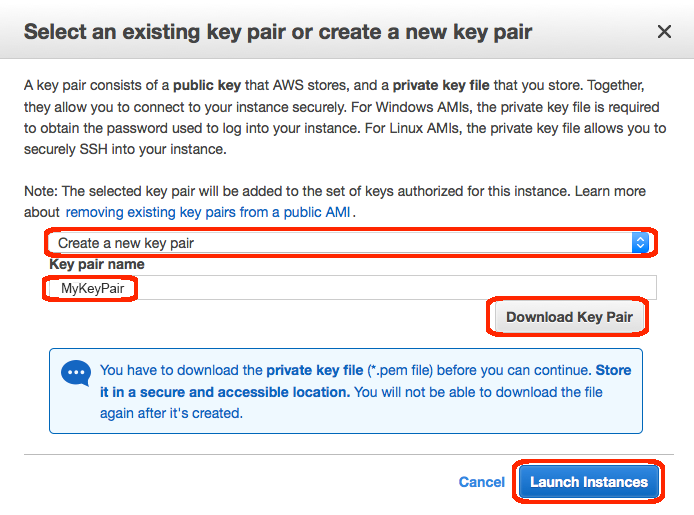 Select an existing key pair or create a new key pair
A key pair consists of a public key that AWS stores, and a private key file that you store. Together,
they allow you to connect to your instance securely. For Windows AMIs, the private key file is required
to obtain the password used to log into your instance. For Linux AMIs, the private key file allows you to
securely SSH into your instance.
Note: The selected key pair will be added to the set of keys authorized for this instance. Learn more
about removing existing key pairs from a public AMI .
Create a new key pair
Key pair name
MyKeyPair
Download Key Pair
You have to download the private key file (*.pem file) before you can continue. Store
it in a secure and accessible location. You will not be able to download the file
again after it's created.
Cancel Launch Instances